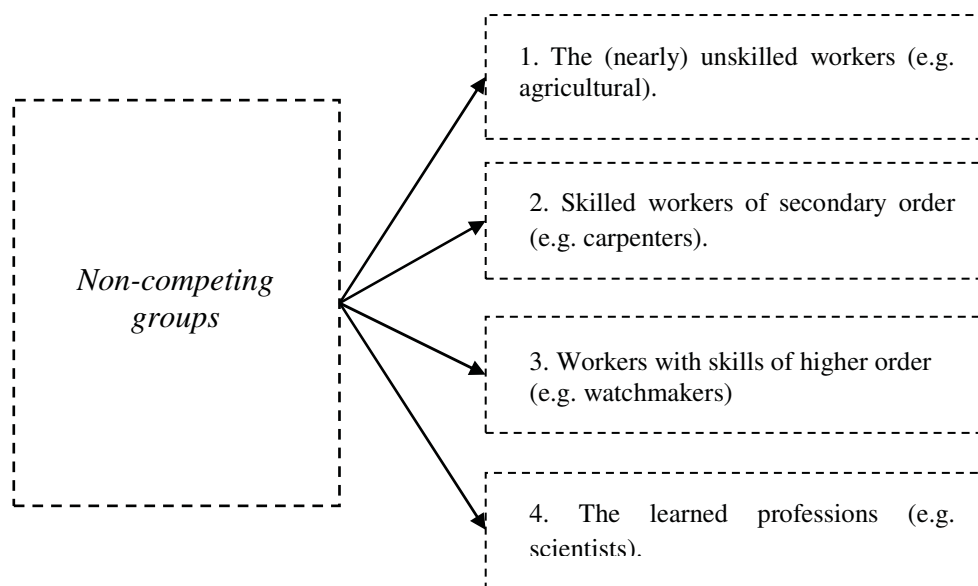 Non-competing
groups
1. The (nearly) unskilled workers (e.g.
agricultural).
2. Skilled workers of secondary order
(e.g. carpenters).
3. Workers with skills of higher order
(e.g. watchmakers)
4. The learned professions (e.g.
scientists).